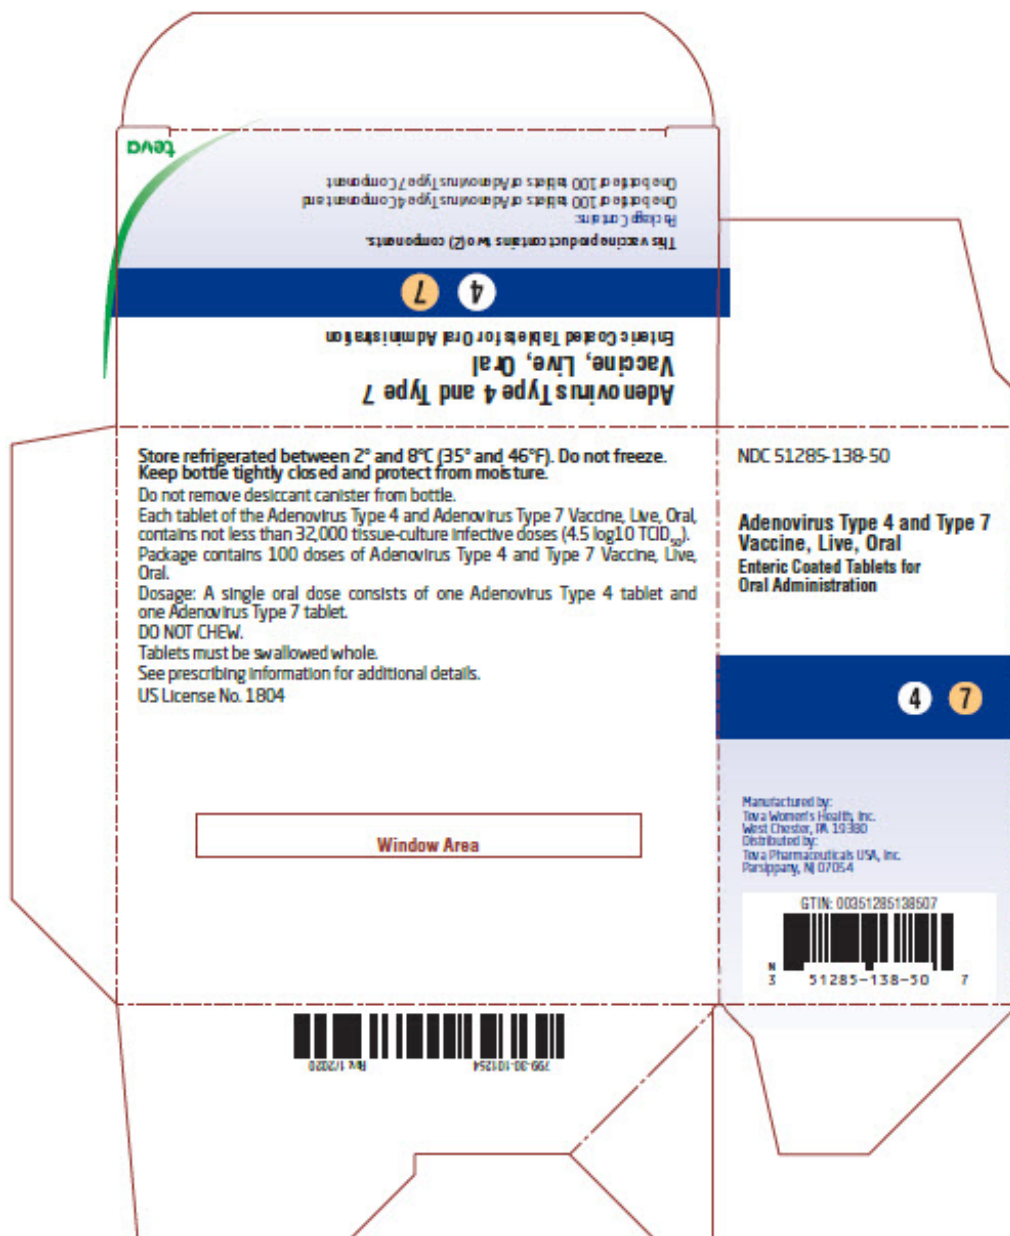 teva
Adenovirus Type 4 and Type 7
Vaccine, Live, Oral
Enteric Coated Tablets for Oral Administration
4 7
This vaccine product contains two (2) components.
Package Contains:
One bottle of 100 tablets of Adenovirus Type 4 Component and
One bottle of 100 tablets of Adenovirus Type 7 Component
Store refrigerated between 2° and 8°C (35° and 46°F). Do not freeze.
Keep bottle tightly closed and protect from moisture.
Do not remove desiccant canister from bottle.
Each tablet of the Adenovirus Type 4 and Adenovirus Type 7 Vaccine, Live, Oral,
contains not less than 32,000 tissue-culture infective doses (4.5 log10 TCID50).
Package contains 100 doses of Adenovirus Type 4 and Type 7 Vaccine, Live,
Oral.
Dosage: A single oral dose consists of one Adenovirus Type 4 tablet and
one Adenovirus Type 7 tablet.
DO NOT CHEW.
Tablets must be swallowed whole.
See prescribing information for additional details.
US License No. 1804
Window Area
NDC 51285-138-50
Adenovirus Type 4 and Type 7
Vaccine, Live, Oral
Enteric Coated Tablets for
Oral Administration
4 7
Manufactured by:
Teva Women's Health, Inc.
West Chester, PA 19380
Distributed by:
Teva Pharmaceuticals USA, Inc.
Parsippany, NJ 07054
GTIN: 00351285138507
N
3 51285-138-50 7
799-30-101254 Rev. 1/2020